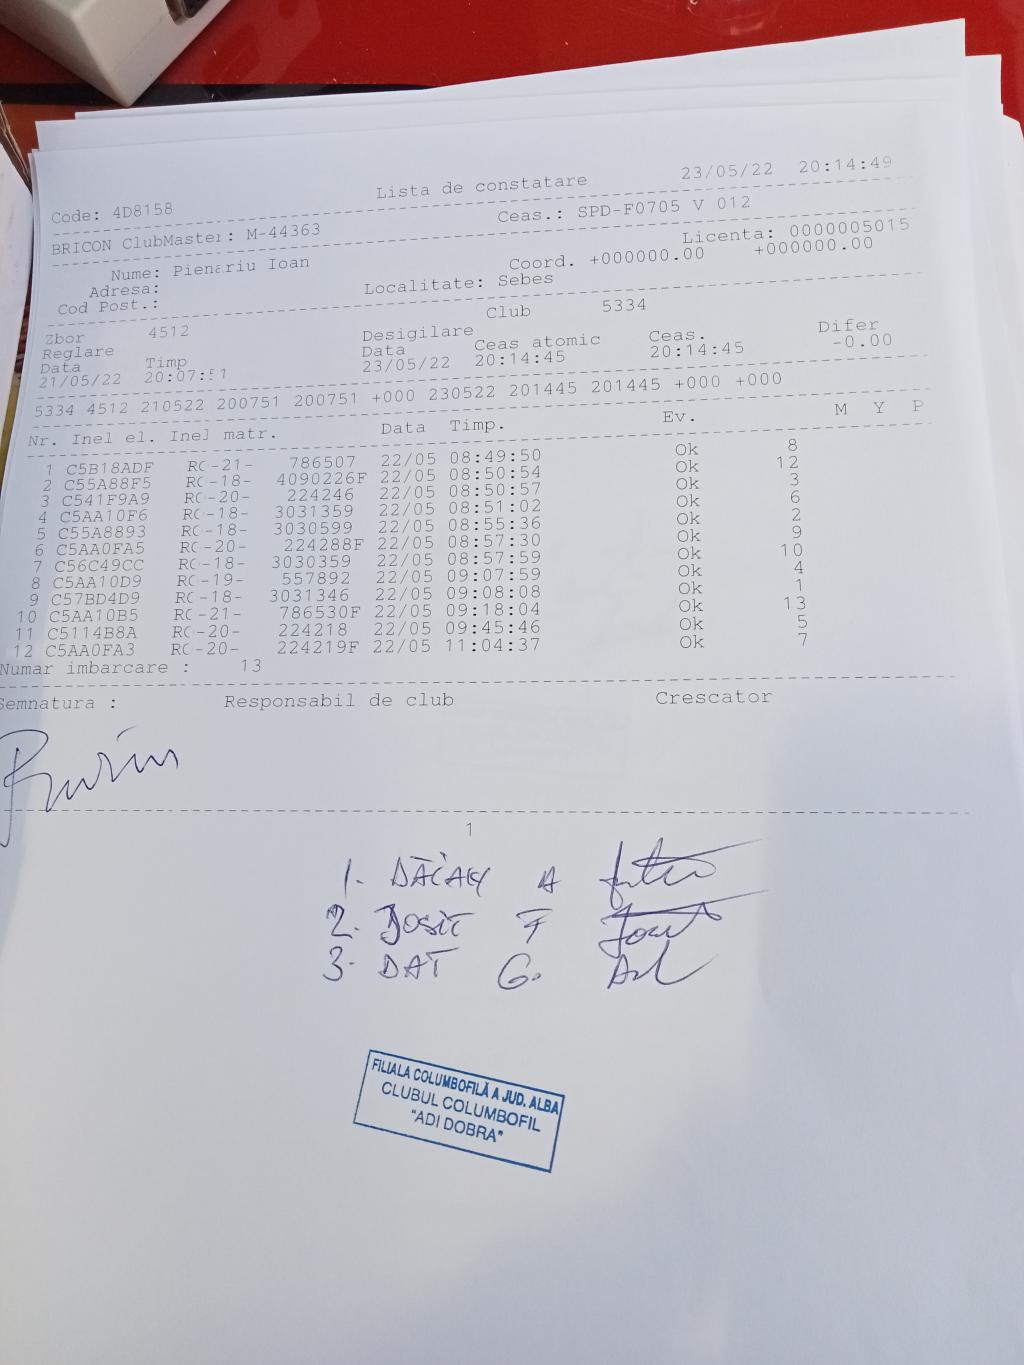 Lista de constatare 23/05/22 20:14:49
Code: 4D8158
BRICON ClubMaster: M-44363 Ceas.: SPD-F0705 V 012
Licenta: 0000005015
Nume: Pienariu Ioan Coord. +000000.00 +000000.00
Adresa: Localitate: Sebes
Cod Post.:
Club 5334
Zbor 4512 Desigilare
Reglare Data Ceas atomic Ceas. Difer
Data Timp 23/05/22 20:14:45 20:14:45 -0.00
21/05/22 20:07:51
5334 4512 210522 200751 200751 +000 230522 201445 201445 +000 +000
Nr. Inel el. Inel matr. Data Timp. Ev. M Y P
1 C5B18ADF RO-21- 786507 22/05 08:49:50 Ok 8
2 C55A88F5 RO-18- 4090226F 22/05 08:50:54 Ok 12
3 C541F9A9 RO-20- 224246 22/05 08:50:57 Ok 3
4 C5AA10F6 RO-18- 3031359 22/05 08:51:02 Ok 6
5 C55A8893 RO-18- 3030599 22/05 08:55:36 Ok 2
6 C5AA0FA5 RO-20- 224288F 22/05 08:57:30 Ok 9
7 C56C49CC RO-18- 3030359 22/05 08:57:59 Ok 10
8 C5AA10D9 RO-19- 557892 22/05 09:07:59 Ok 4
9 C57BD4D9 RO-18- 3031346 22/05 09:08:08 Ok 1
10 C5AA10B5 RO-21- 786530F 22/05 09:18:04 Ok 13
11 C5114B8A RO-20- 224218 22/05 09:45:46 Ok 5
12 C5AA0FA3 RO-20- 224219F 22/05 11:04:37 Ok 7
Numar imbarcare : 13
Semnatura : Responsabil de club Crescator
1
1. A
2. F
3. DAT G.
FILIALA COLUMBOFILĂ A JUD. ALBA
CLUBUL COLUMBOFIL
"ADI DOBRA"